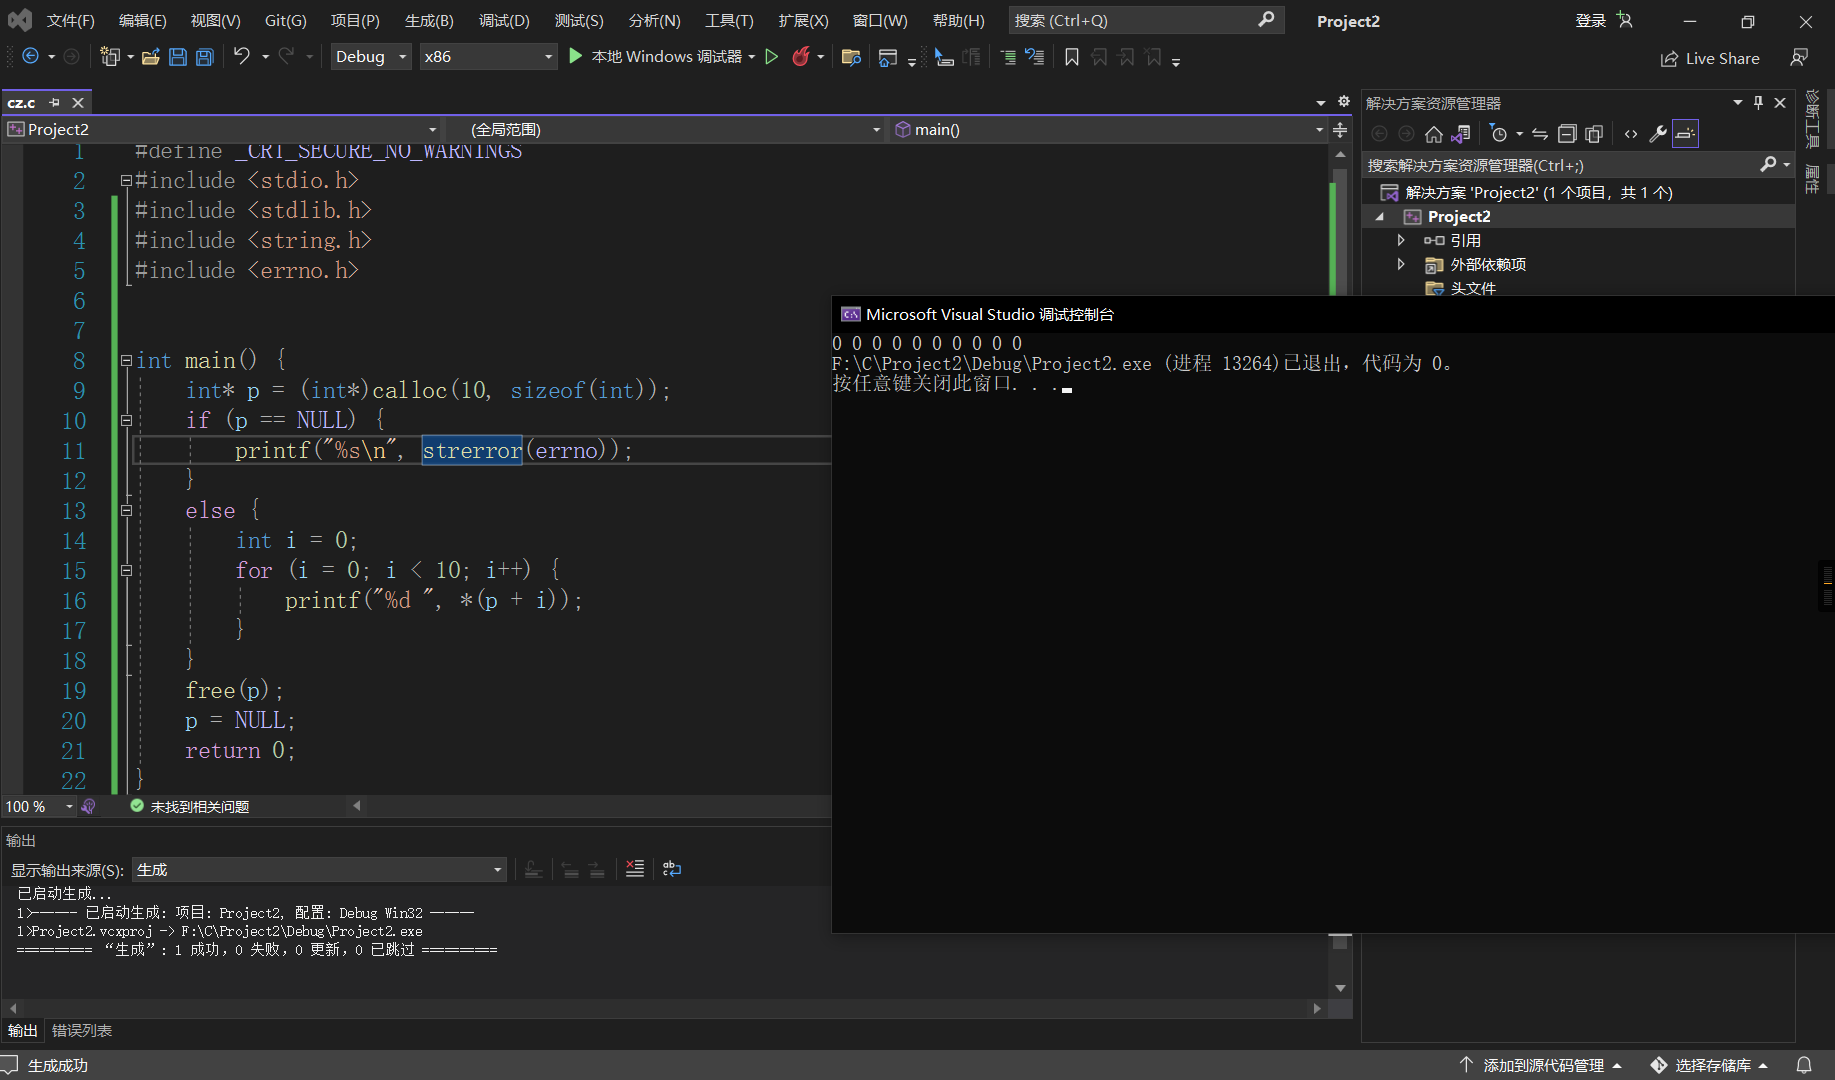 文件(F) 编辑(E) 视图(V) Git(G) 项目(P) 生成(B) 调试(D) 测试(S) 分析(N) 工具(T) 扩展(X) 窗口(W) 帮助(H) 搜索 (Ctrl+Q) Project2 登录
Debug x86 本地 Windows 调试器 Live Share
cz.c
Project2 (全局范围) main()
1 #define _CRT_SECURE_NO_WARNINGS
2 #include <stdio.h>
3 #include <stdlib.h>
4 #include <string.h>
5 #include <errno.h>
6
7
8 int main() {
9 int* p = (int*)calloc(10, sizeof(int));
10 if (p == NULL) {
11 printf("%s\n", strerror(errno));
12 }
13 else {
14 int i = 0;
15 for (i = 0; i < 10; i++) {
16 printf("%d ", *(p + i));
17 }
18 }
19 free(p);
20 p = NULL;
21 return 0;
22 }
100 % 未找到相关问题
解决方案资源管理器
搜索解决方案资源管理器(Ctrl+;)
解决方案 'Project2' (1 个项目，共 1 个)
Project2
引用
外部依赖项
头文件
诊断工具
属性
Microsoft Visual Studio 调试控制台
0 0 0 0 0 0 0 0 0 0
F:\C\Project2\Debug\Project2.exe (进程 13264)已退出，代码为 0。
按任意键关闭此窗口. . .
输出
显示输出来源(S): 生成
已启动生成...
1>------ 已启动生成: 项目: Project2, 配置: Debug Win32 ------
1>Project2.vcxproj -> F:\C\Project2\Debug\Project2.exe
========== “生成”: 1 成功，0 失败，0 更新，0 已跳过 ==========
输出 错误列表
生成成功 添加到源代码管理 选择存储库